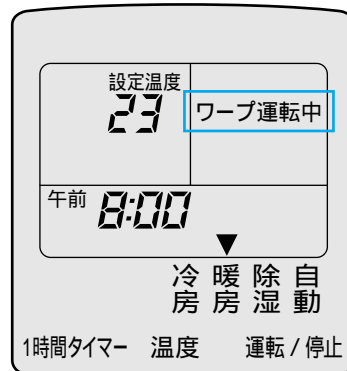 設定温度
23
ワープ運転中
午前 8:00
▼
冷房 暖房 除湿 自動
1時間タイマー 温度 運転 / 停止